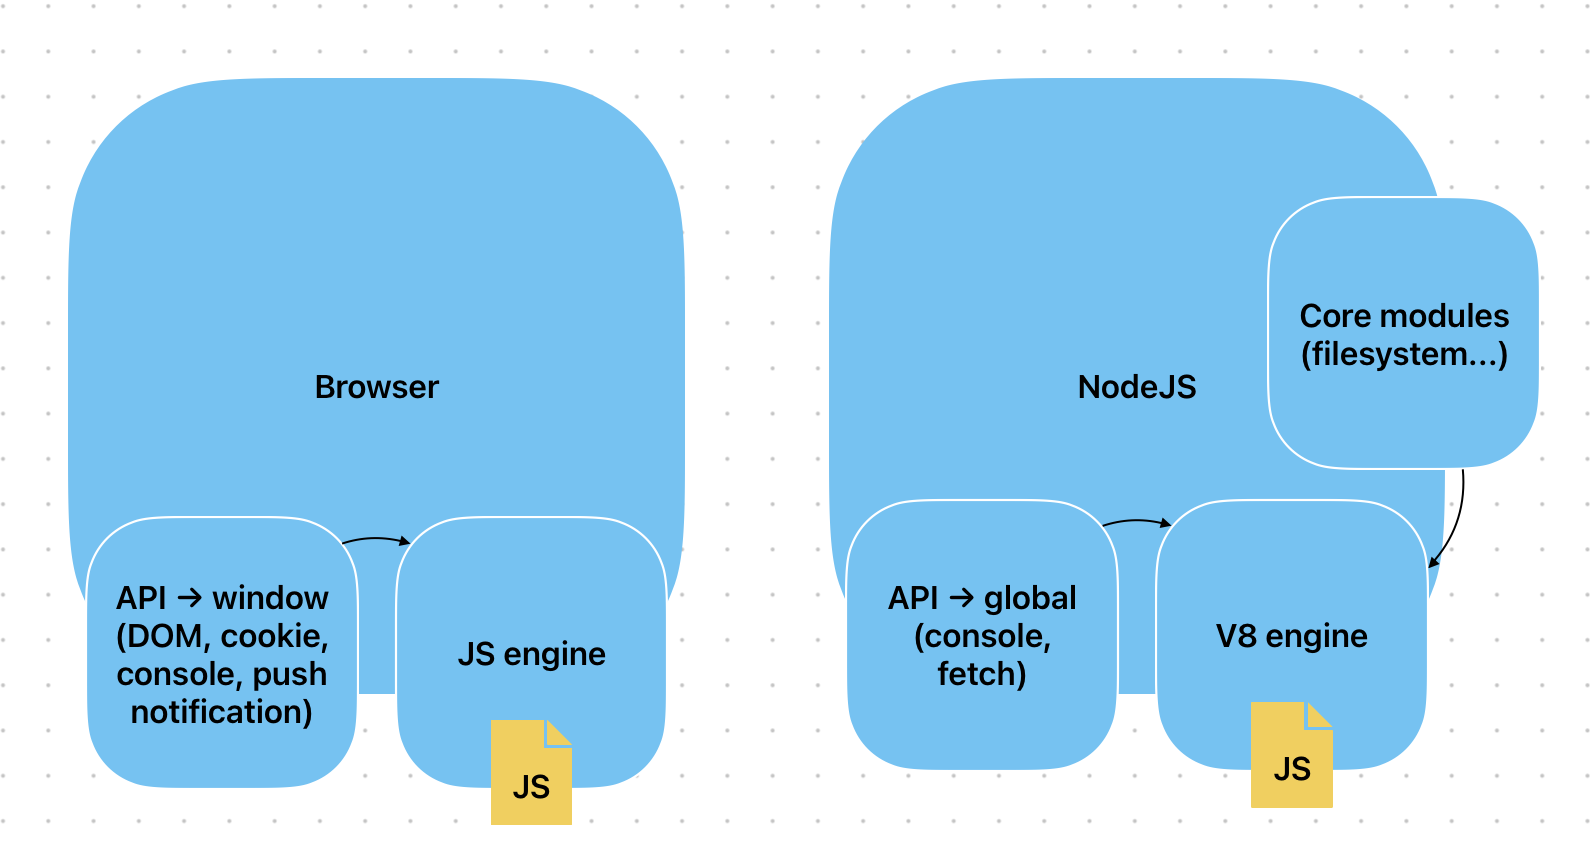 Browser
API → window
(DOM, cookie,
console, push
notification)
JS engine
JS
NodeJS
Core modules
(filesystem...)
API → global
(console,
fetch)
V8 engine
JS